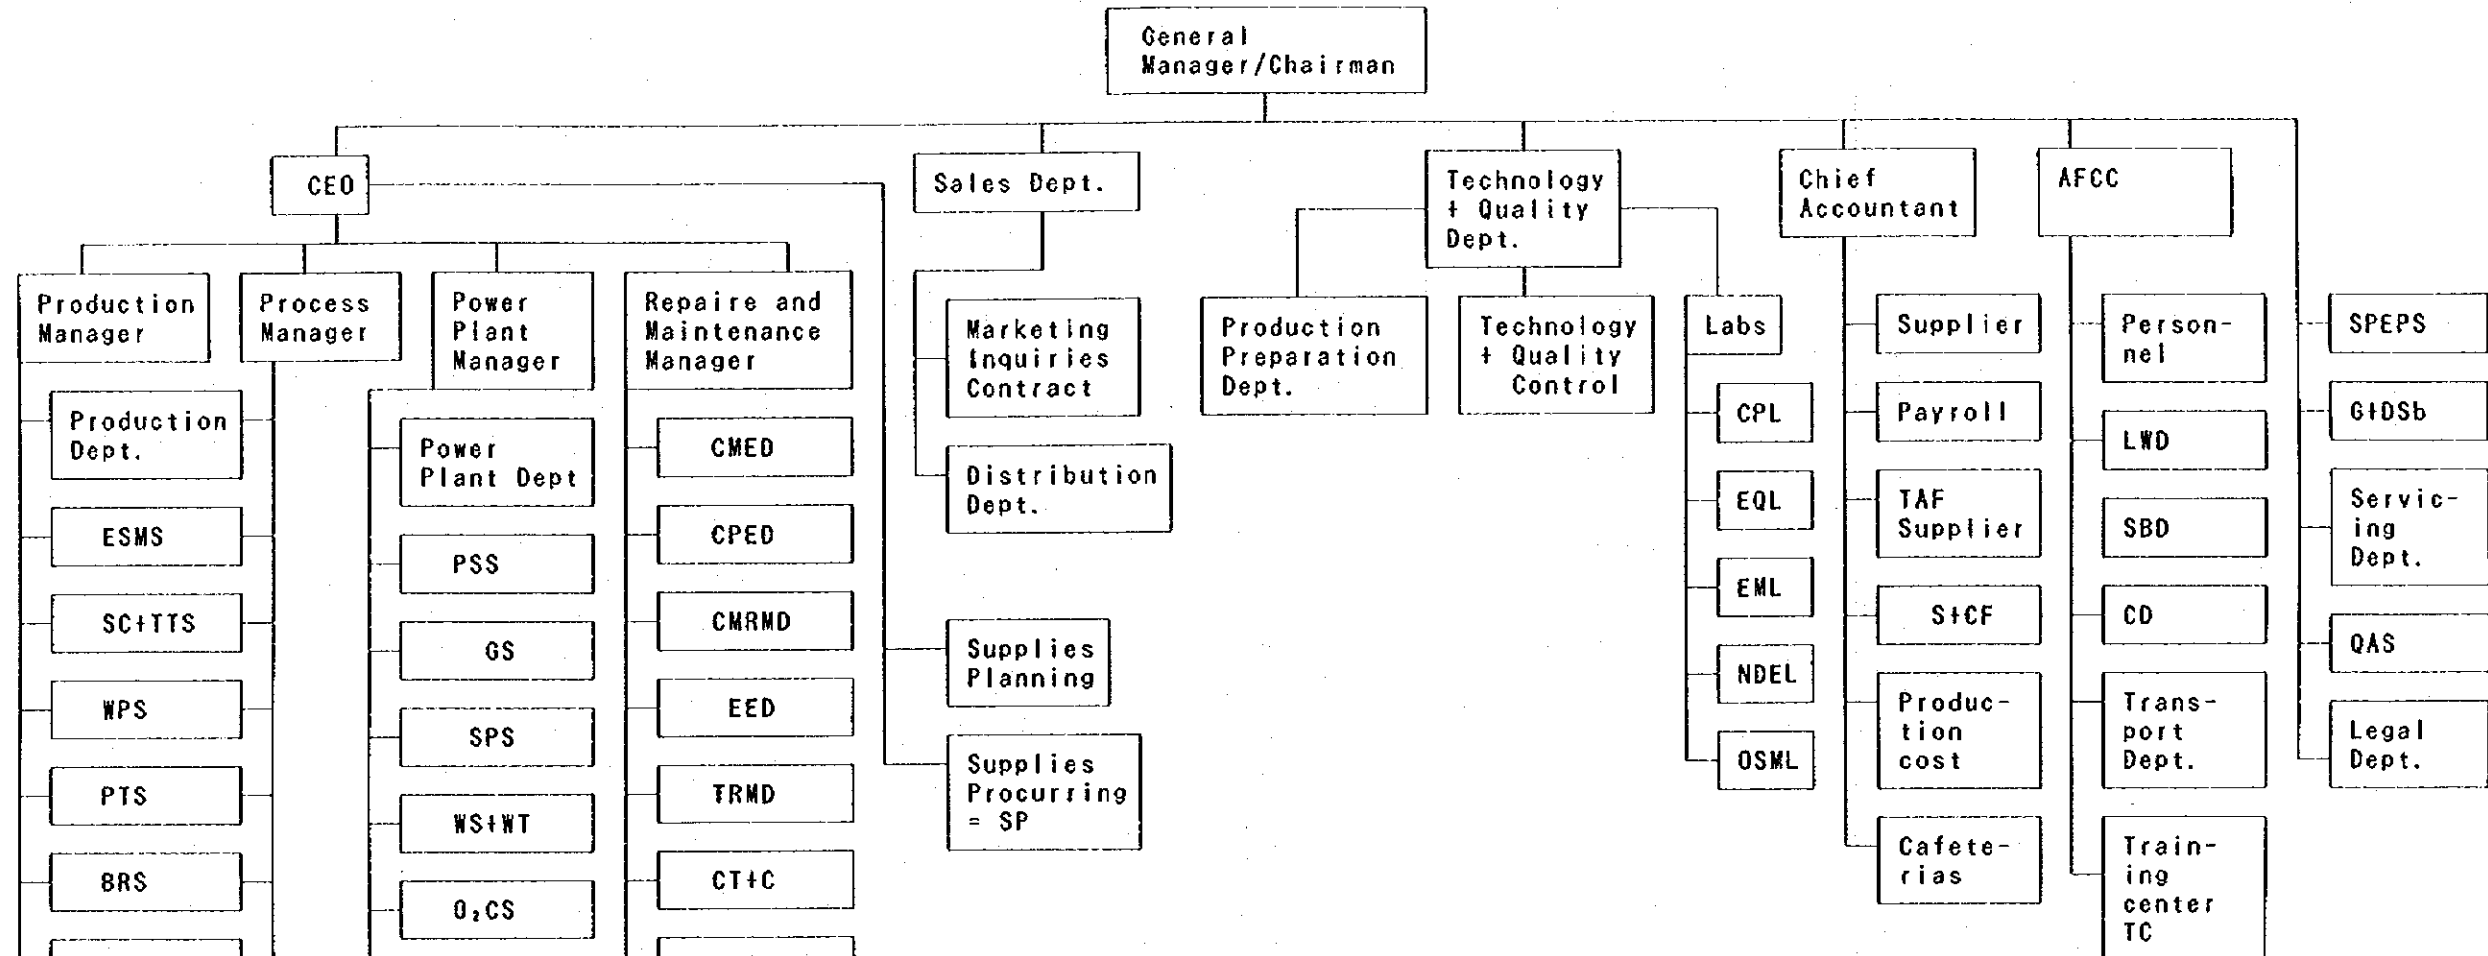 General
Manager/Chairman
CEO
Sales Dept.
Technology
+ Quality
Dept.
Chief
Accountant
AFCC
Production
Manager
Process
Manager
Power
Plant
Manager
Repaire and
Maintenance
Manager
Production
Dept.
ESMS
SC+TTS
WPS
PTS
8RS
Power
Plant Dept
PSS
GS
SPS
WS+WT
O₂CS
CMED
CPED
CMRMD
EED
TRMD
CT+C
Marketing
Inquiries
Contract
Distribution
Dept.
Supplies
Planning
Supplies
Procurring
= SP
Production
Preparation
Dept.
Technology
+ Quality
Control
Labs
CPL
EQL
EML
NDEL
OSML
Supplier
Payroll
TAF
Supplier
S+CF
Produc-
tion
cost
Cafete-
rias
Person-
nel
LWD
SBD
CD
Trans-
port
Dept.
Train-
ing
center
TC
SPEPS
G+DSb
Servic-
ing
Dept.
QAS
Legal
Dept.